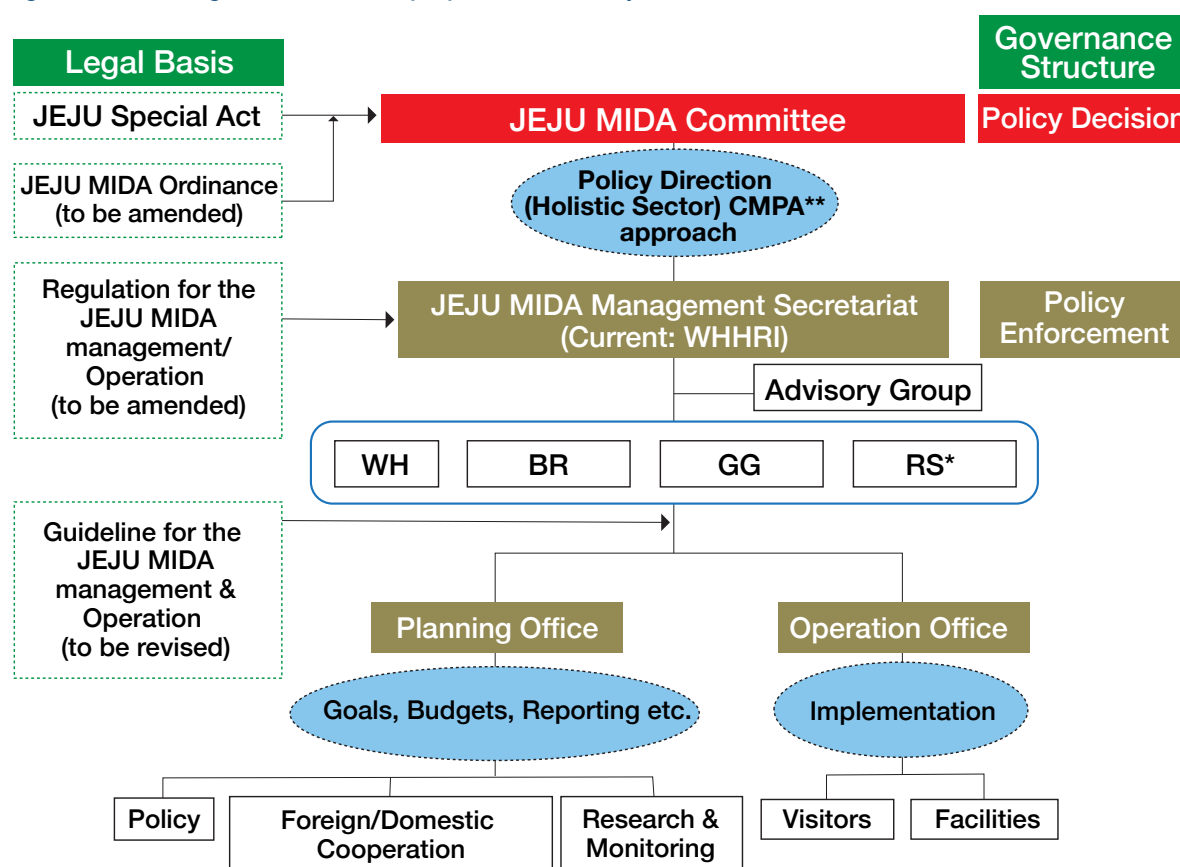 Legal Basis
Governance
Structure
JEJU Special Act
JEJU MIDA Committee
Policy Decision
JEJU MIDA Ordinance
(to be amended)
Policy Direction
(Holistic Sector) CMPA**
approach
Regulation for the
JEJU MIDA
management/
Operation
(to be amended)
JEJU MIDA Management Secretariat
(Current: WHHRI)
Policy
Enforcement
Advisory Group
WH
BR
GG
RS*
Guideline for the
JEJU MIDA
management &
Operation
(to be revised)
Planning Office
Operation Office
Goals, Budgets, Reporting etc.
Implementation
Policy
Foreign/Domestic
Cooperation
Research &
Monitoring
Visitors
Facilities